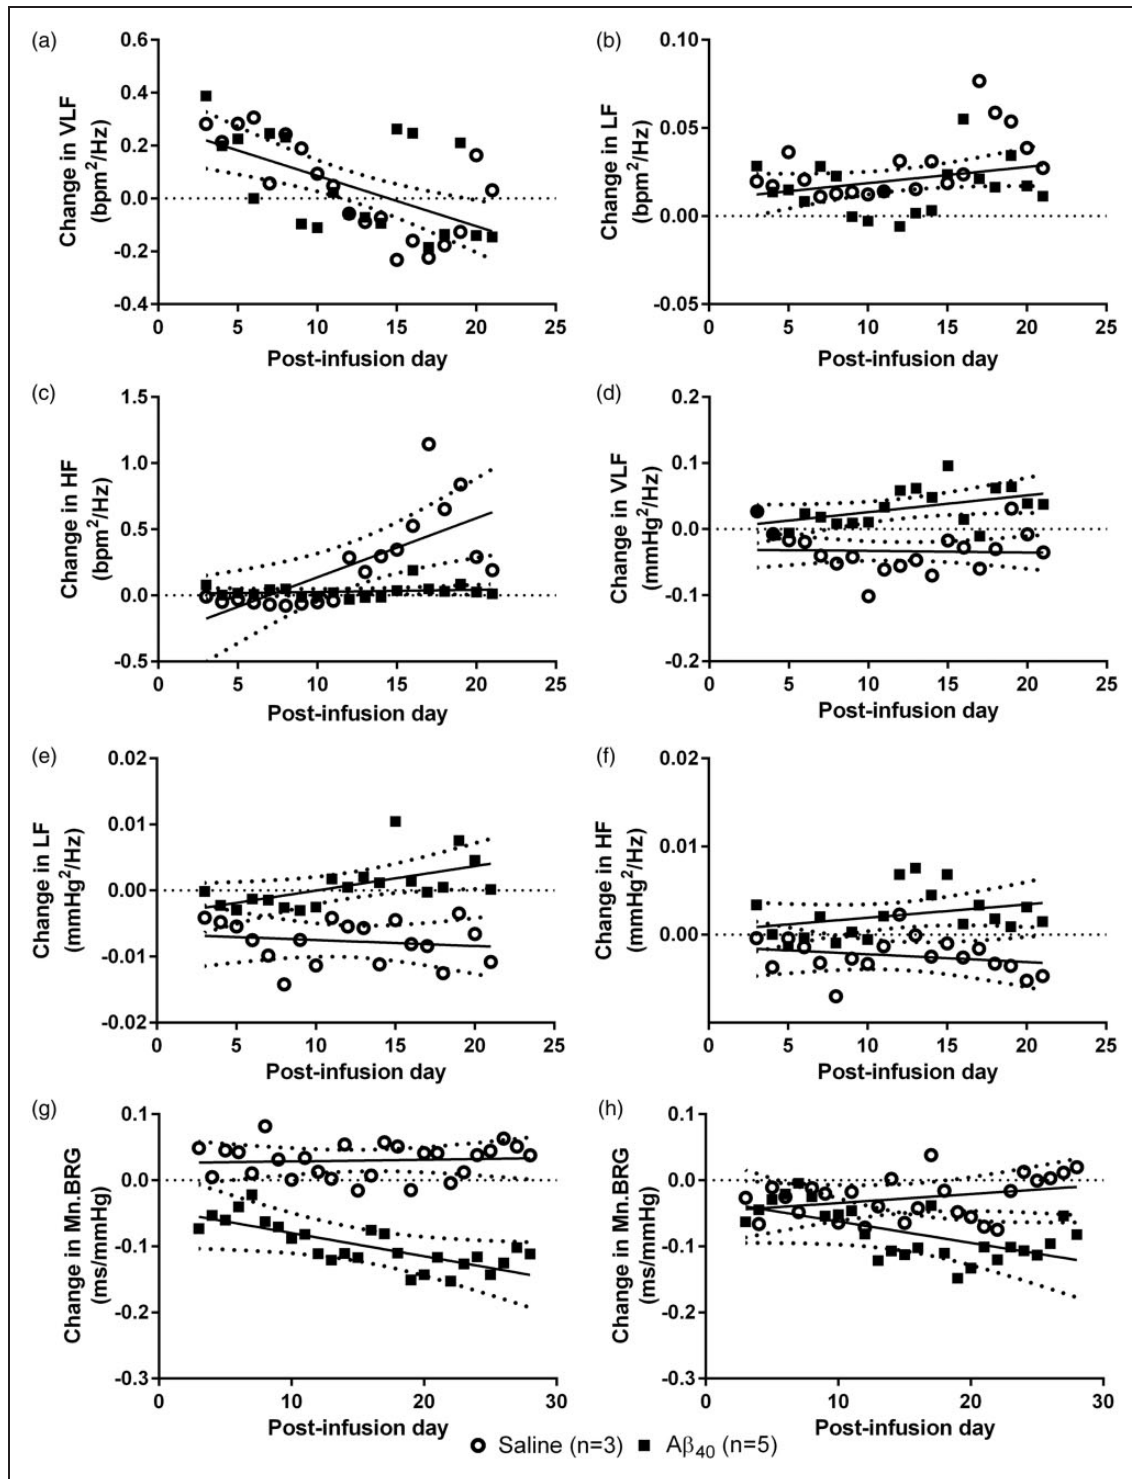 (a)
0.6
0.4
0.2
0.0
-0.2
-0.4
Change in VLF
(bpm²/Hz)
0 5 10 15 20 25
Post-infusion day
(b)
0.10
0.05
0.00
-0.05
Change in LF
(bpm²/Hz)
0 5 10 15 20 25
Post-infusion day
(c)
1.5
1.0
0.5
0.0
-0.5
Change in HF
(bpm²/Hz)
0 5 10 15 20 25
Post-infusion day
(d)
0.2
0.1
0.0
-0.1
-0.2
Change in VLF
(mmHg²/Hz)
0 5 10 15 20 25
Post-infusion day
(e)
0.02
0.01
0.00
-0.01
-0.02
Change in LF
(mmHg²/Hz)
0 5 10 15 20 25
Post-infusion day
(f)
0.02
0.01
0.00
Change in HF
(mmHg²/Hz)
0 5 10 15 20 25
Post-infusion day
(g)
0.1
0.0
-0.1
-0.2
-0.3
Change in Mn.BRG
(ms/mmHg)
0 10 20 30
Post-infusion day
(h)
0.1
0.0
-0.1
-0.2
-0.3
Change in Mn.BRG
(ms/mmHg)
0 10 20 30
Post-infusion day
Saline (n=3) Aβ₄₀ (n=5)